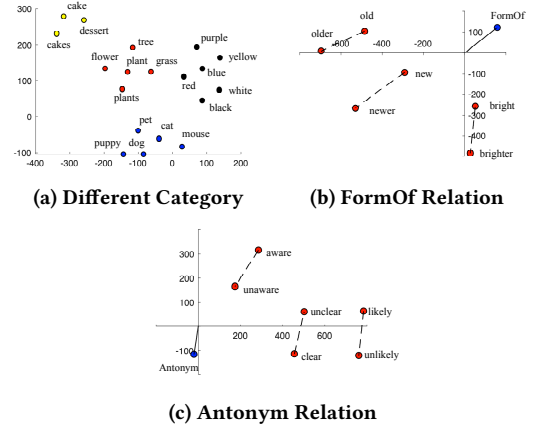 300
200
100
0
-100
-400
-300
-200
-100
0
100
200
cake
cakes
dessert
tree
flower
plant
grass
plants
purple
yellow
blue
red
white
black
pet
cat
mouse
puppy
dog
(a) Different Category
old
FormOf
older
100
-800
-600
-400
-200
new
-100
newer
-200
bright
-300
-400
brighter
(b) FormOf Relation
300
aware
200
unaware
100
unclear
likely
200
400
600
-100
clear
unlikely
Antonym
(c) Antonym Relation